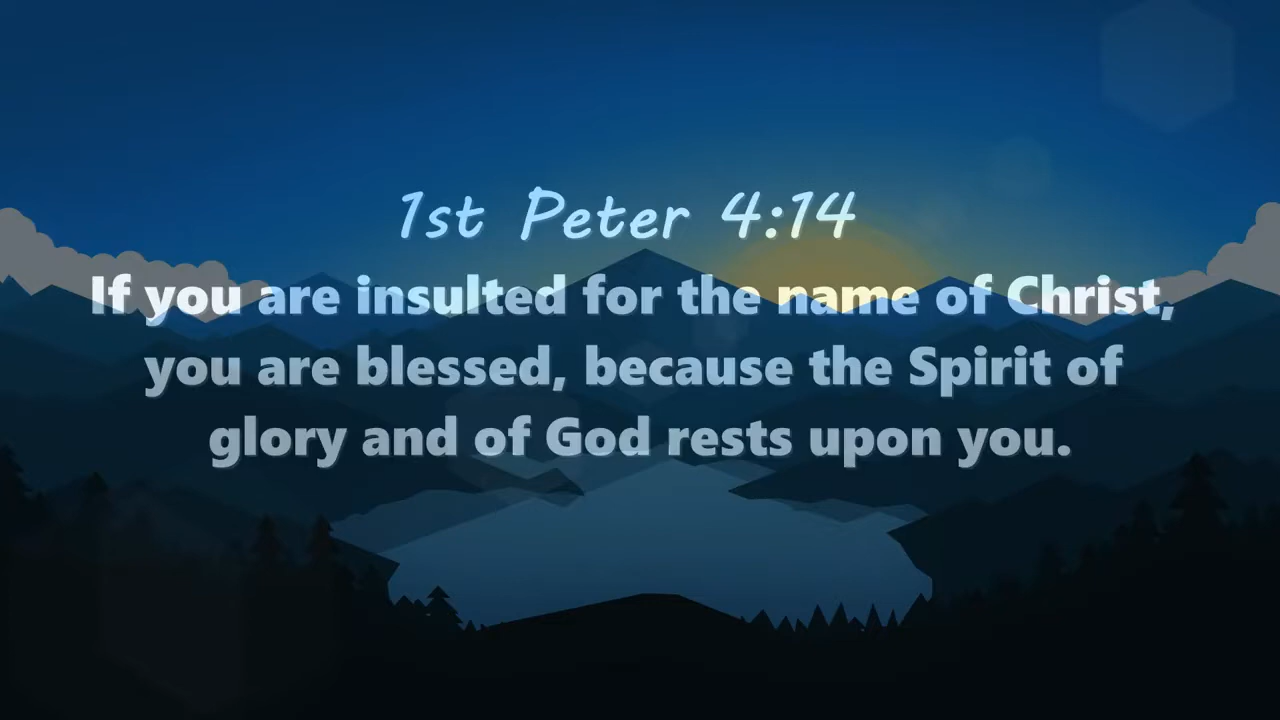 1st Peter 4:14
If you are insulted for the name of Christ,
you are blessed, because the Spirit of
glory and of God rests upon you.